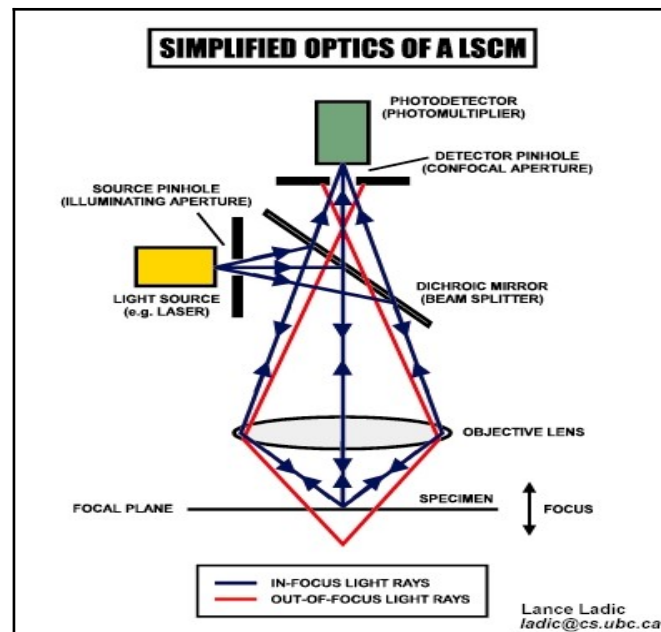 SIMPLIFIED OPTICS OF A LSCM
PHOTODETECTOR
(PHOTOMULTIPLIER)
DETECTOR PINHOLE
(CONFOCAL APERTURE)
SOURCE PINHOLE
(ILLUMINATING APERTURE)
LIGHT SOURCE
(e.g. LASER)
DICHROIC MIRROR
(BEAM SPLITTER)
OBJECTIVE LENS
SPECIMEN
FOCAL PLANE
FOCUS
IN-FOCUS LIGHT RAYS
OUT-OF-FOCUS LIGHT RAYS
Lance Ladic
ladic@cs.ubc.ca